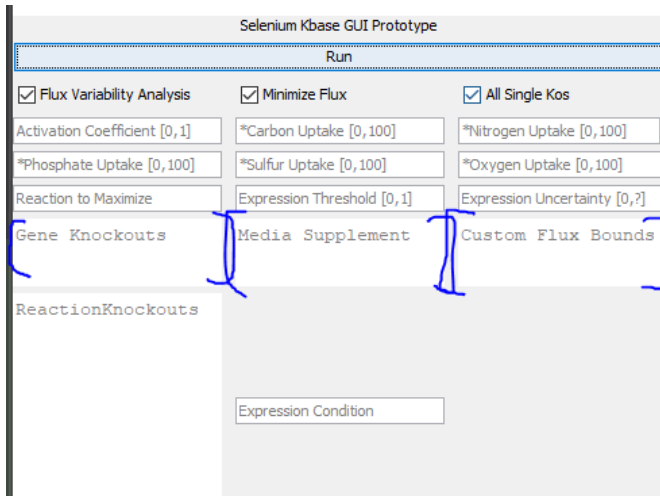 Selenium Kbase GUI Prototype
Run
Flux Variability Analysis
Minimize Flux
All Single Kos
Activation Coefficient [0,1]
*Carbon Uptake [0,100]
*Nitrogen Uptake [0,100]
*Phosphate Uptake [0,100]
*Sulfur Uptake [0,100]
*Oxygen Uptake [0,100]
Reaction to Maximize
Expression Threshold [0,1]
Expression Uncertainty [0,?]
Gene Knockouts
Media Supplement
Custom Flux Bounds
ReactionKnockouts
Expression Condition